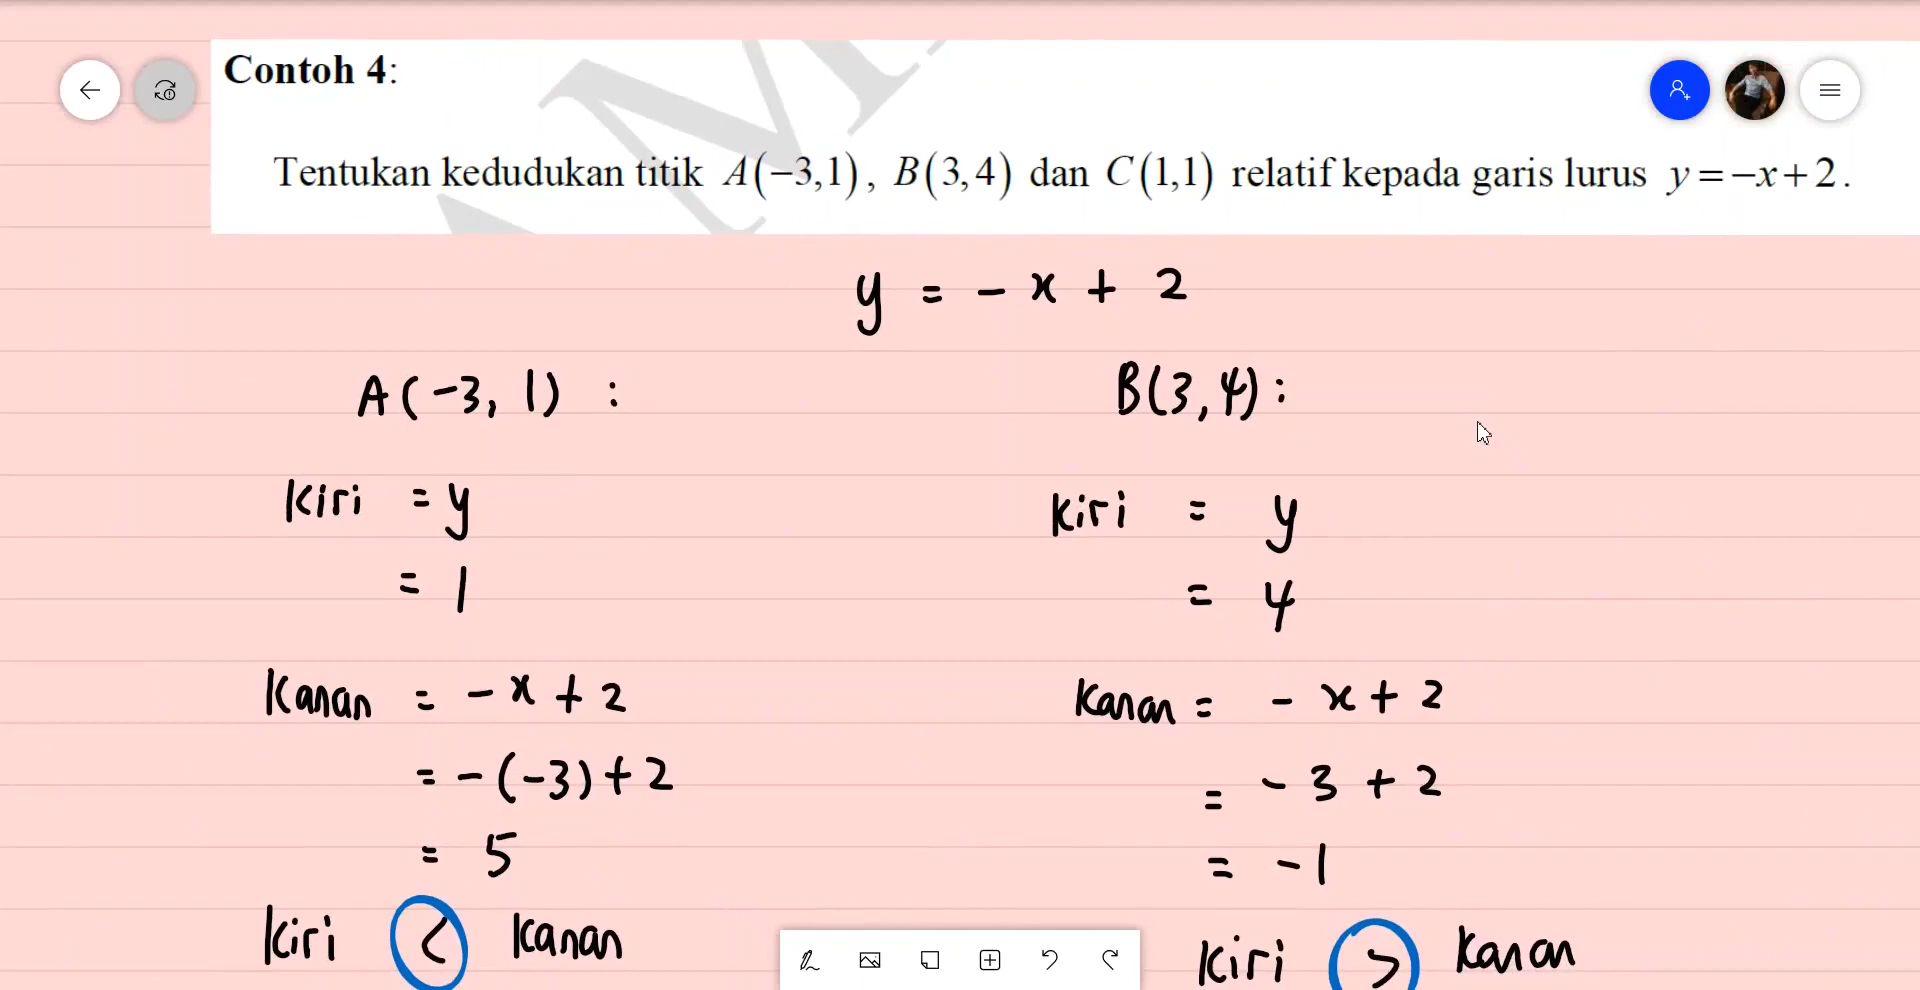 Contoh 4:
Tentukan kedudukan titik A(−3,1), B(3,4) dan C(1,1) relatif kepada garis lurus y=−x+2.
y = - x + 2
A(-3, 1) :
Kiri = y
= 1
Kanan = - x + 2
= -(-3)+2
= 5
Kiri < Kanan
B(3,4):
Kiri = y
= 4
Kanan = - x + 2
= - 3 + 2
= -1
Kiri > Kanan